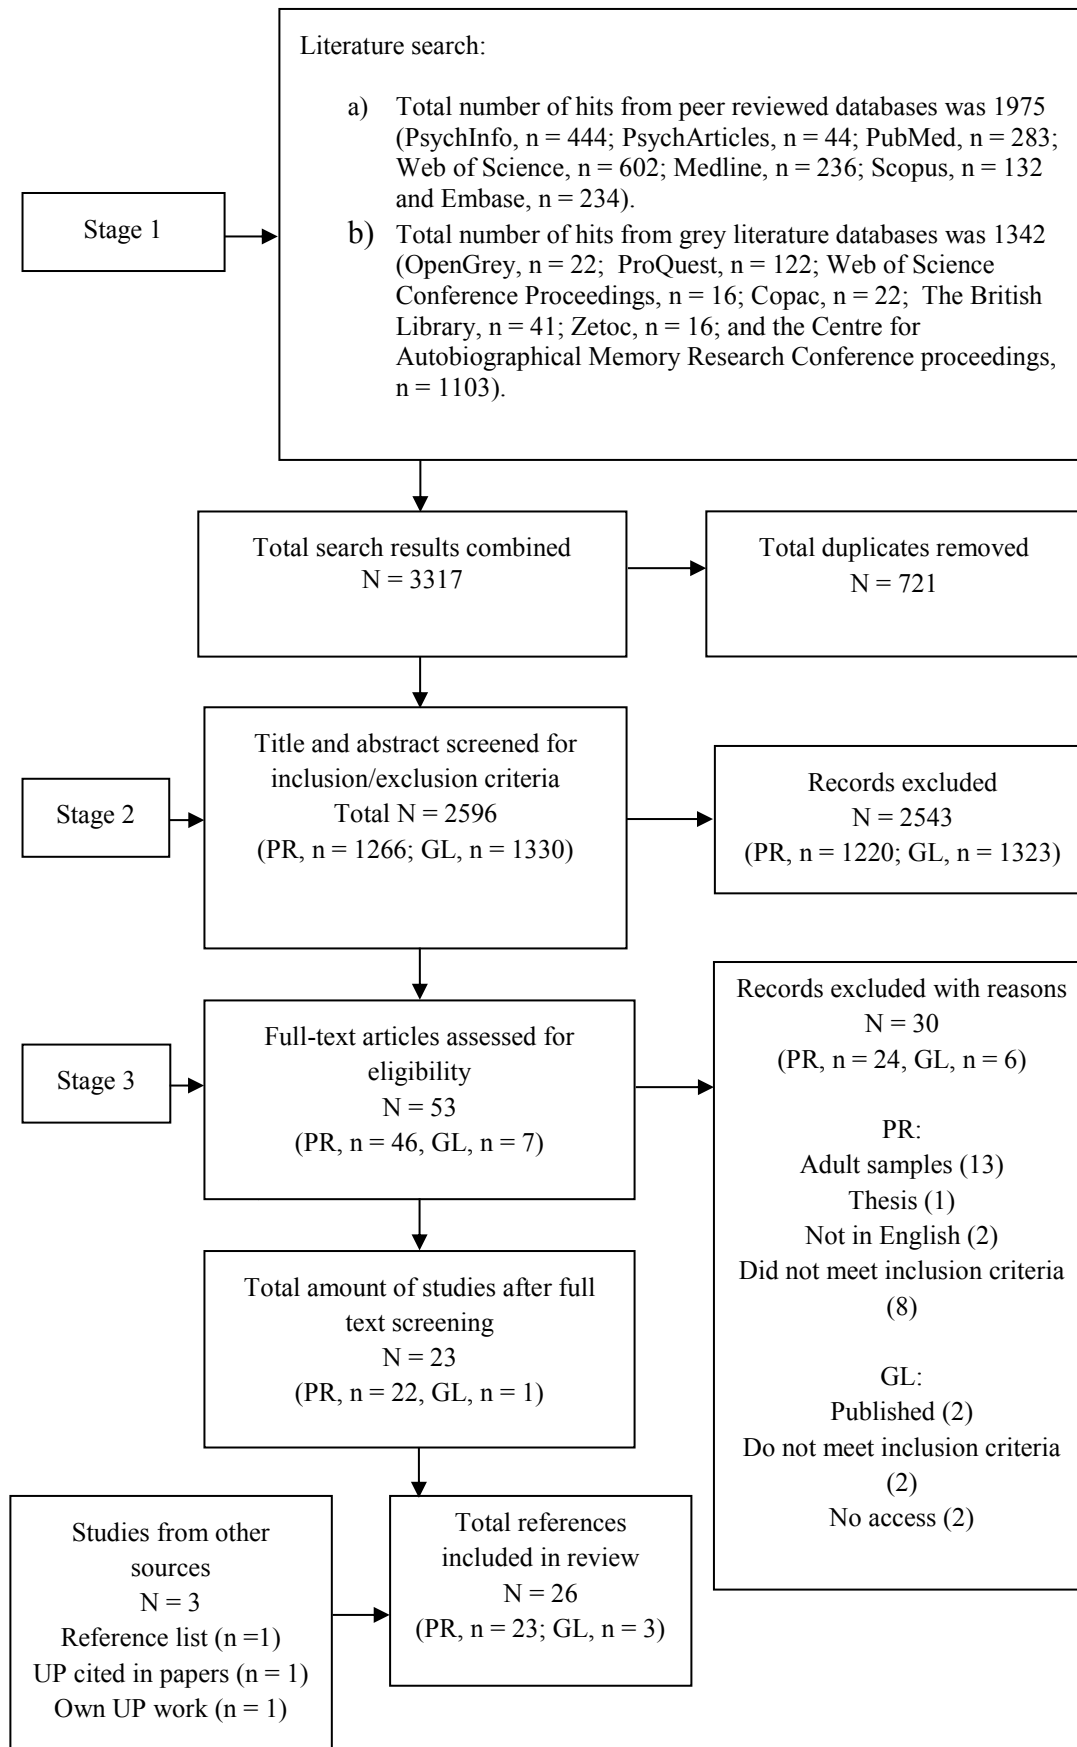 Literature search:
a) Total number of hits from peer reviewed databases was 1975
(PsychInfo, n = 444; PsychArticles, n = 44; PubMed, n = 283;
Web of Science, n = 602; Medline, n = 236; Scopus, n = 132
and Embase, n = 234).
b) Total number of hits from grey literature databases was 1342
(OpenGrey, n = 22; ProQuest, n = 122; Web of Science
Conference Proceedings, n = 16; Copac, n = 22; The British
Library, n = 41; Zetoc, n = 16; and the Centre for
Autobiographical Memory Research Conference proceedings,
n = 1103).
Stage 1
Total search results combined
N = 3317
Total duplicates removed
N = 721
Stage 2
Title and abstract screened for
inclusion/exclusion criteria
Total N = 2596
(PR, n = 1266; GL, n = 1330)
Records excluded
N = 2543
(PR, n = 1220; GL, n = 1323)
Stage 3
Full-text articles assessed for
eligibility
N = 53
(PR, n = 46, GL, n = 7)
Records excluded with reasons
N = 30
(PR, n = 24, GL, n = 6)
PR:
Adult samples (13)
Thesis (1)
Not in English (2)
Did not meet inclusion criteria
(8)
GL:
Published (2)
Do not meet inclusion criteria
(2)
No access (2)
Total amount of studies after full
text screening
N = 23
(PR, n = 22, GL, n = 1)
Studies from other
sources
N = 3
Reference list (n =1)
UP cited in papers (n = 1)
Own UP work (n = 1)
Total references
included in review
N = 26
(PR, n = 23; GL, n = 3)